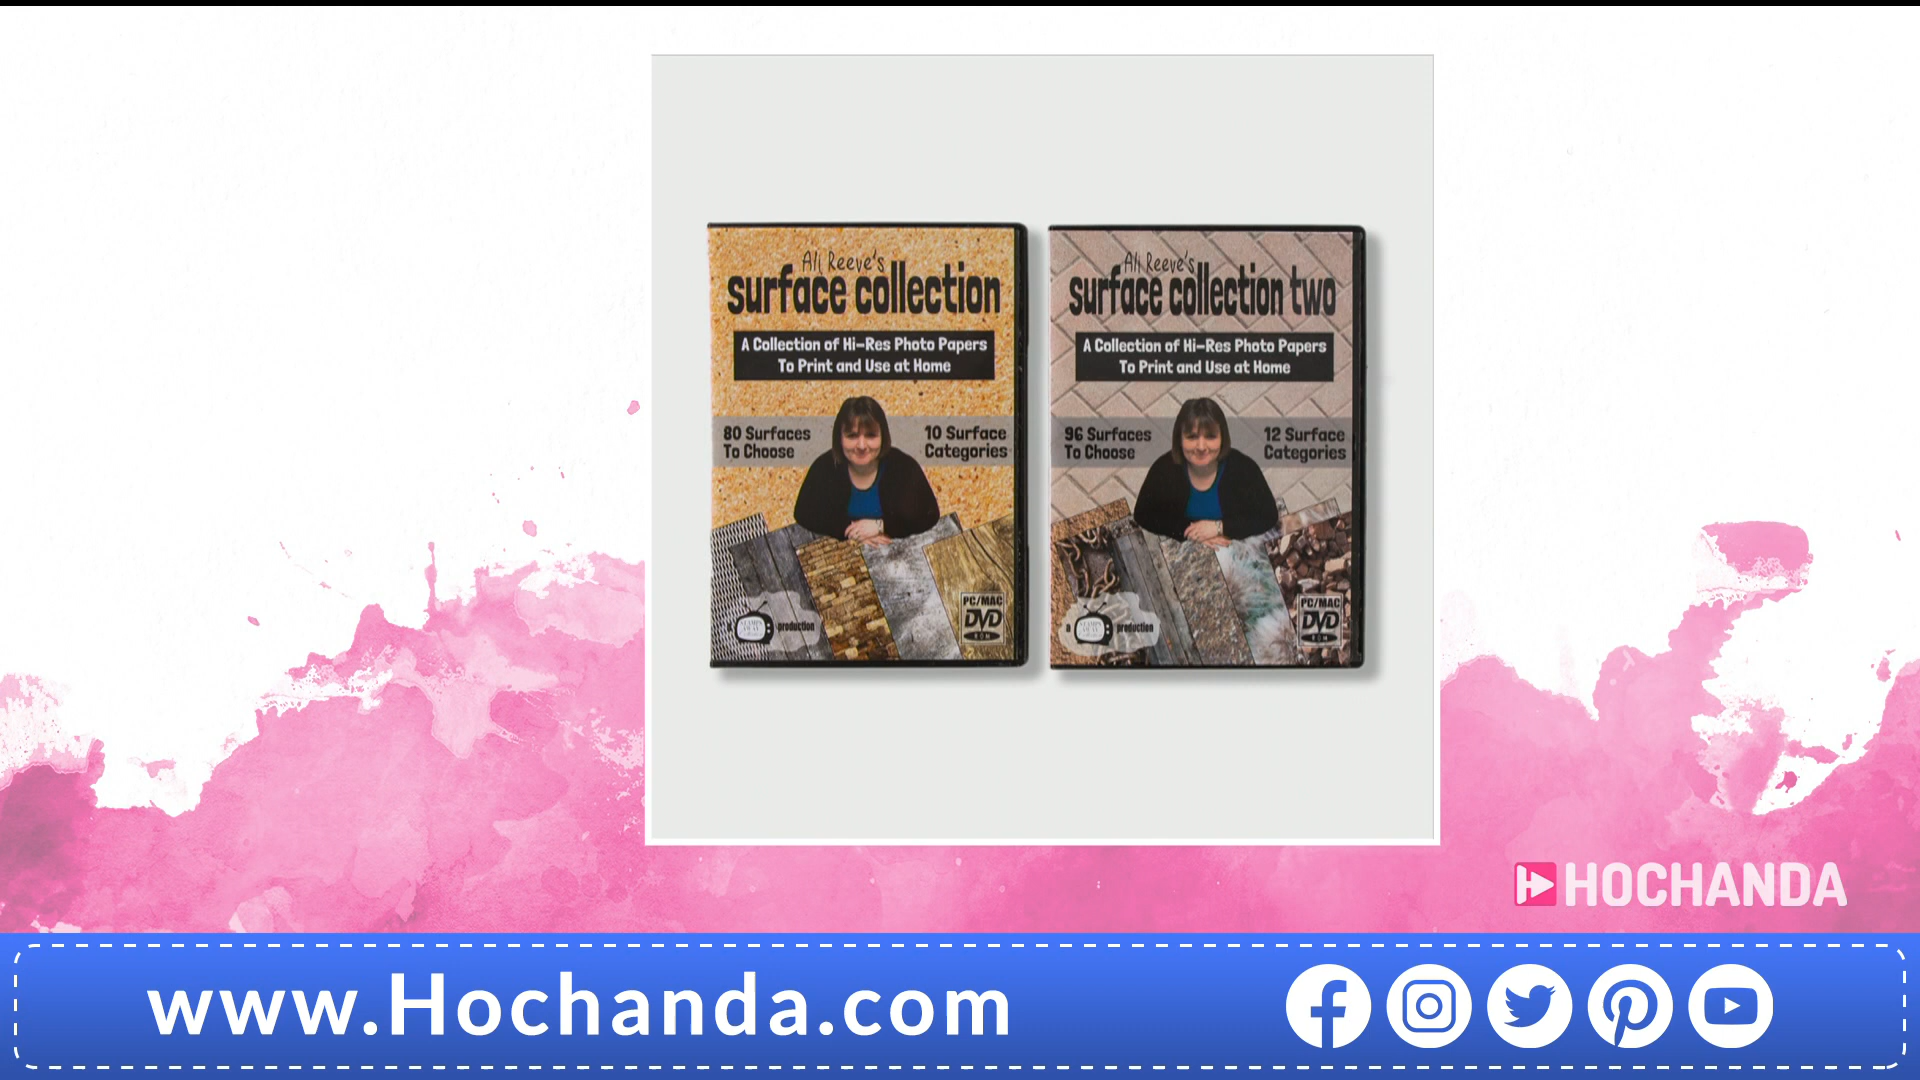 Ali Reeve's
surface collection
A Collection of Hi-Res Photo Papers
To Print and Use at Home
80 Surfaces
To Choose
10 Surface
Categories
production
PC/MAC
DVD
ROM
Ali Reeve's
surface collection two
A Collection of Hi-Res Photo Papers
To Print and Use at Home
96 Surfaces
To Choose
12 Surface
Categories
a
production
PC/MAC
DVD
ROM
HOCHANDA
www.Hochanda.com